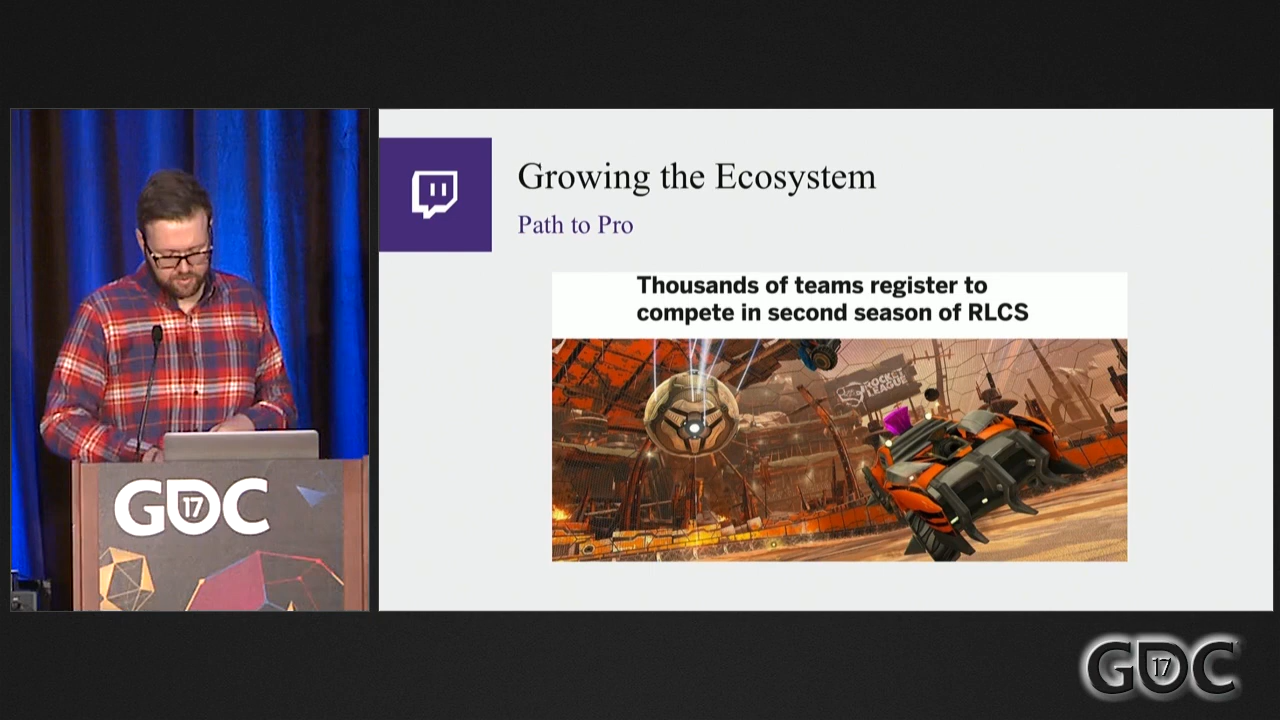 Growing the Ecosystem
Path to Pro
Thousands of teams register to
compete in second season of RLCS
ROCKET
LEAGUE
GDC
17
GDC
17